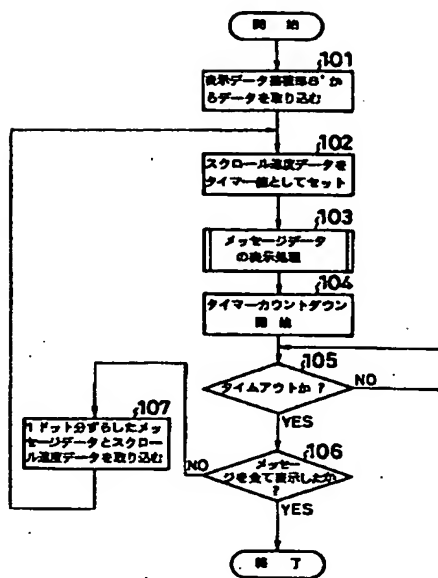 開始
101
表示データ蓄積部8'か
らデータを取り込む
102
スクロール速度データを
タイマー値としてセット
103
メッセージデータ
の表示処理
104
タイマーカウントダウン
開始
105
タイムアウトか?
NO
YES
107
1ドット分ずらしたメッ
セージデータとスクロー
ル速度データを取り込む
106
メッセー
ジを全て表示したか
?
NO
YES
終了